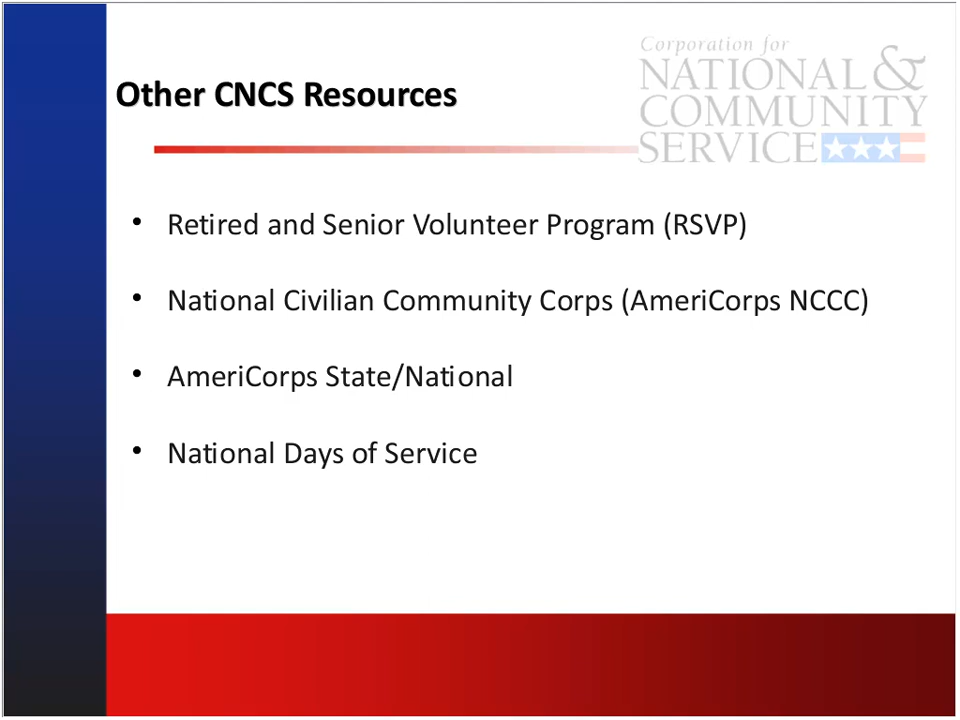 Corporation for
NATIONAL &
COMMUNITY
SERVICE
Other CNCS Resources
• Retired and Senior Volunteer Program (RSVP)
• National Civilian Community Corps (AmeriCorps NCCC)
• AmeriCorps State/National
• National Days of Service